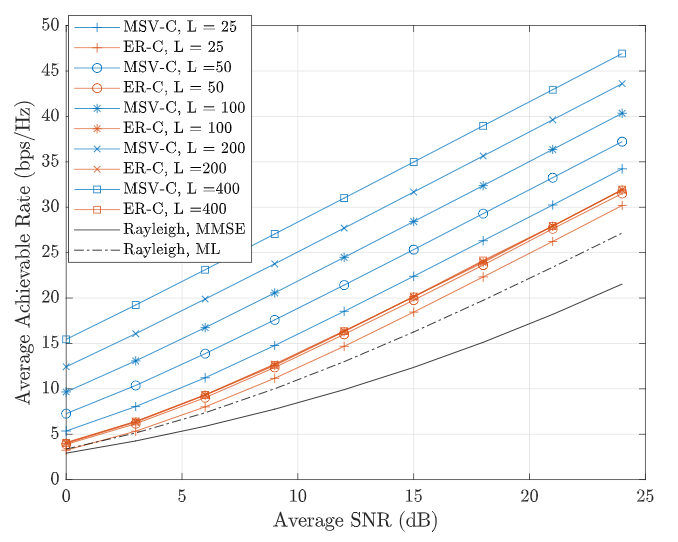 50
45
40
35
30
25
20
15
10
5
0
MSV-C, L = 25
ER-C, L = 25
MSV-C, L =50
ER-C, L = 50
MSV-C, L = 100
ER-C, L = 100
MSV-C, L = 200
ER-C, L =200
MSV-C, L =400
ER-C, L =400
Rayleigh, MMSE
Rayleigh, ML
Average Achievable Rate (bps/Hz)
0 5 10 15 20 25
Average SNR (dB)